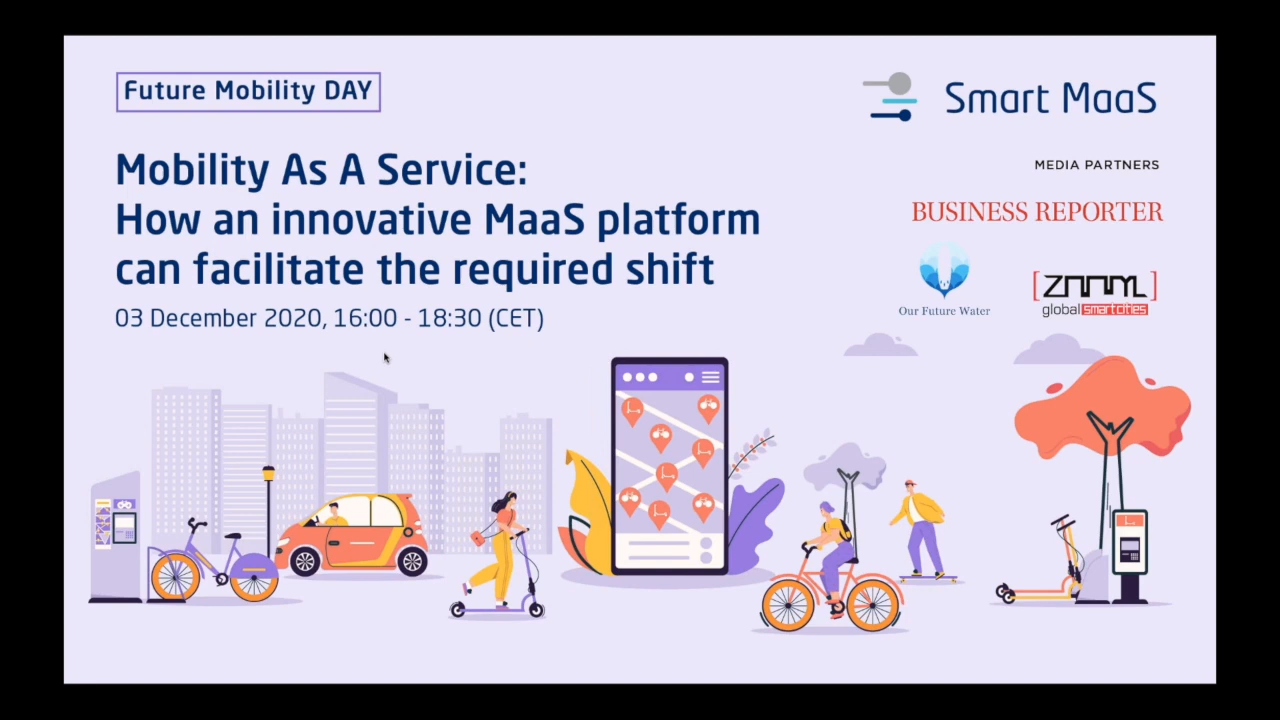 Future Mobility DAY
Smart MaaS
Mobility As A Service:
How an innovative MaaS platform
can facilitate the required shift
03 December 2020, 16:00 - 18:30 (CET)
MEDIA PARTNERS
BUSINESS REPORTER
Our Future Water
[znnyl]
global smartcities